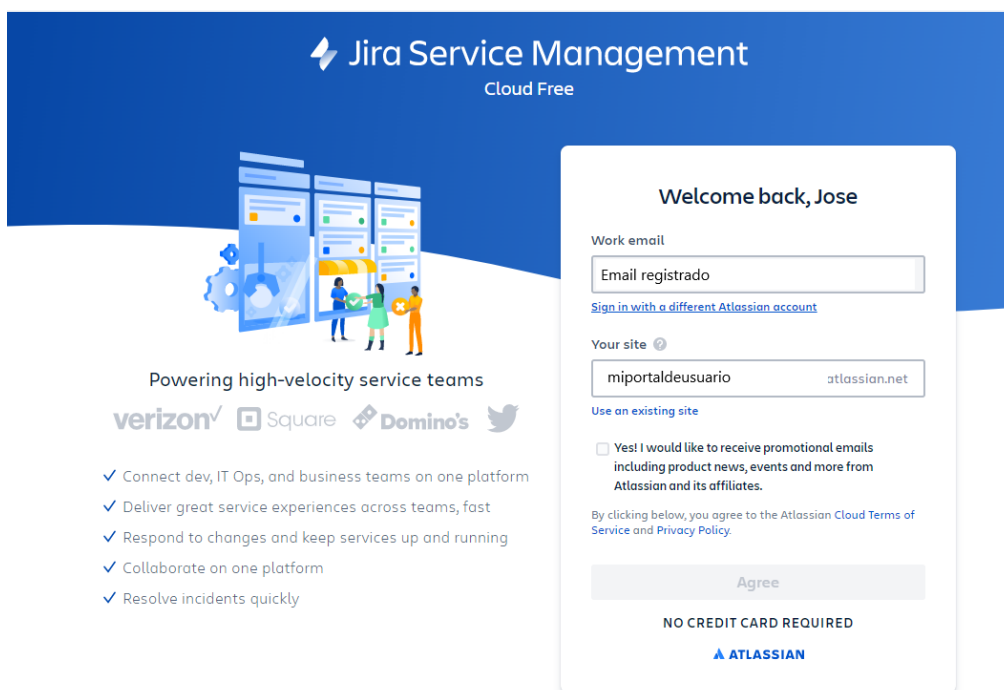 Jira Service Management
Cloud Free
Powering high-velocity service teams
verizon✓ Square Domino's
✓ Connect dev, IT Ops, and business teams on one platform
✓ Deliver great service experiences across teams, fast
✓ Respond to changes and keep services up and running
✓ Collaborate on one platform
✓ Resolve incidents quickly
Welcome back, Jose
Work email
Email registrado
Sign in with a different Atlassian account
Your site ?
miportaldeusuario atlassian.net
Use an existing site
Yes! I would like to receive promotional emails
including product news, events and more from
Atlassian and its affiliates.
By clicking below, you agree to the Atlassian Cloud Terms of
Service and Privacy Policy.
Agree
NO CREDIT CARD REQUIRED
ATLASSIAN